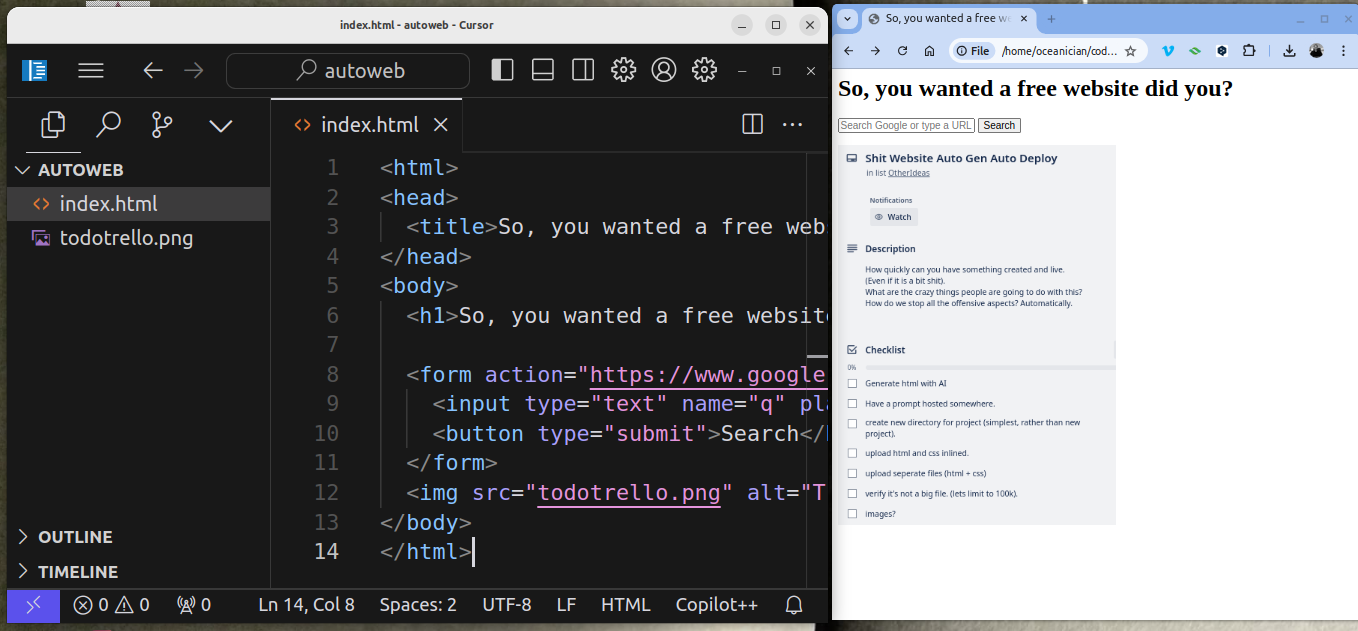 index.html - autoweb - Cursor
autoweb
index.html
AUTOWEB
index.html
todotrello.png
OUTLINE
TIMELINE
1 <html>
2 <head>
3 <title>So, you wanted a free web
4 </head>
5 <body>
6 <h1>So, you wanted a free website
7
8 <form action="https://www.google
9 <input type="text" name="q" pla
10 <button type="submit">Search</
11 </form>
12 <img src="todotrello.png" alt="T
13 </body>
14 </html>
0 0 0 Ln 14, Col 8 Spaces: 2 UTF-8 LF HTML Copilot++
So, you wanted a free w
File /home/oceanician/cod...
So, you wanted a free website did you?
Search Google or type a URL Search
Shit Website Auto Gen Auto Deploy
in list OtherIdeas
Notifications
Watch
Description
How quickly can you have something created and live.
(Even if it is a bit shit).
What are the crazy things people are going to do with this?
How do we stop all the offensive aspects? Automatically.
Checklist
0%
Generate html with AI
Have a prompt hosted somewhere.
create new directory for project (simplest, rather than new
project).
upload html and css inlined.
upload seperate files (html + css)
verify it's not a big file. (lets limit to 100k).
images?